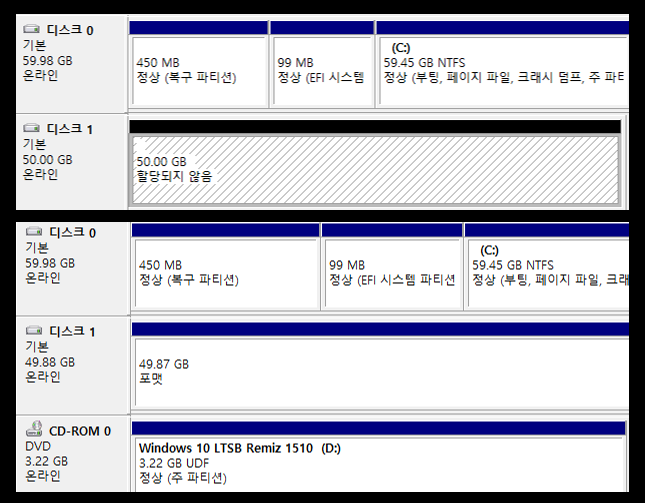 디스크 0
기본
59.98 GB
온라인
450 MB
정상 (복구 파티션)
99 MB
정상 (EFI 시스템
(C:)
59.45 GB NTFS
정상 (부팅, 페이지 파일, 크래시 덤프, 주 파티
디스크 1
기본
50.00 GB
온라인
50.00 GB
할당되지 않음
디스크 0
기본
59.98 GB
온라인
450 MB
정상 (복구 파티션)
99 MB
정상 (EFI 시스템 파티션
(C:)
59.45 GB NTFS
정상 (부팅, 페이지 파일, 크래
디스크 1
기본
49.88 GB
온라인
49.87 GB
포맷
CD-ROM 0
DVD
3.22 GB
온라인
Windows 10 LTSB Remiz 1510 (D:)
3.22 GB UDF
정상 (주 파티션)